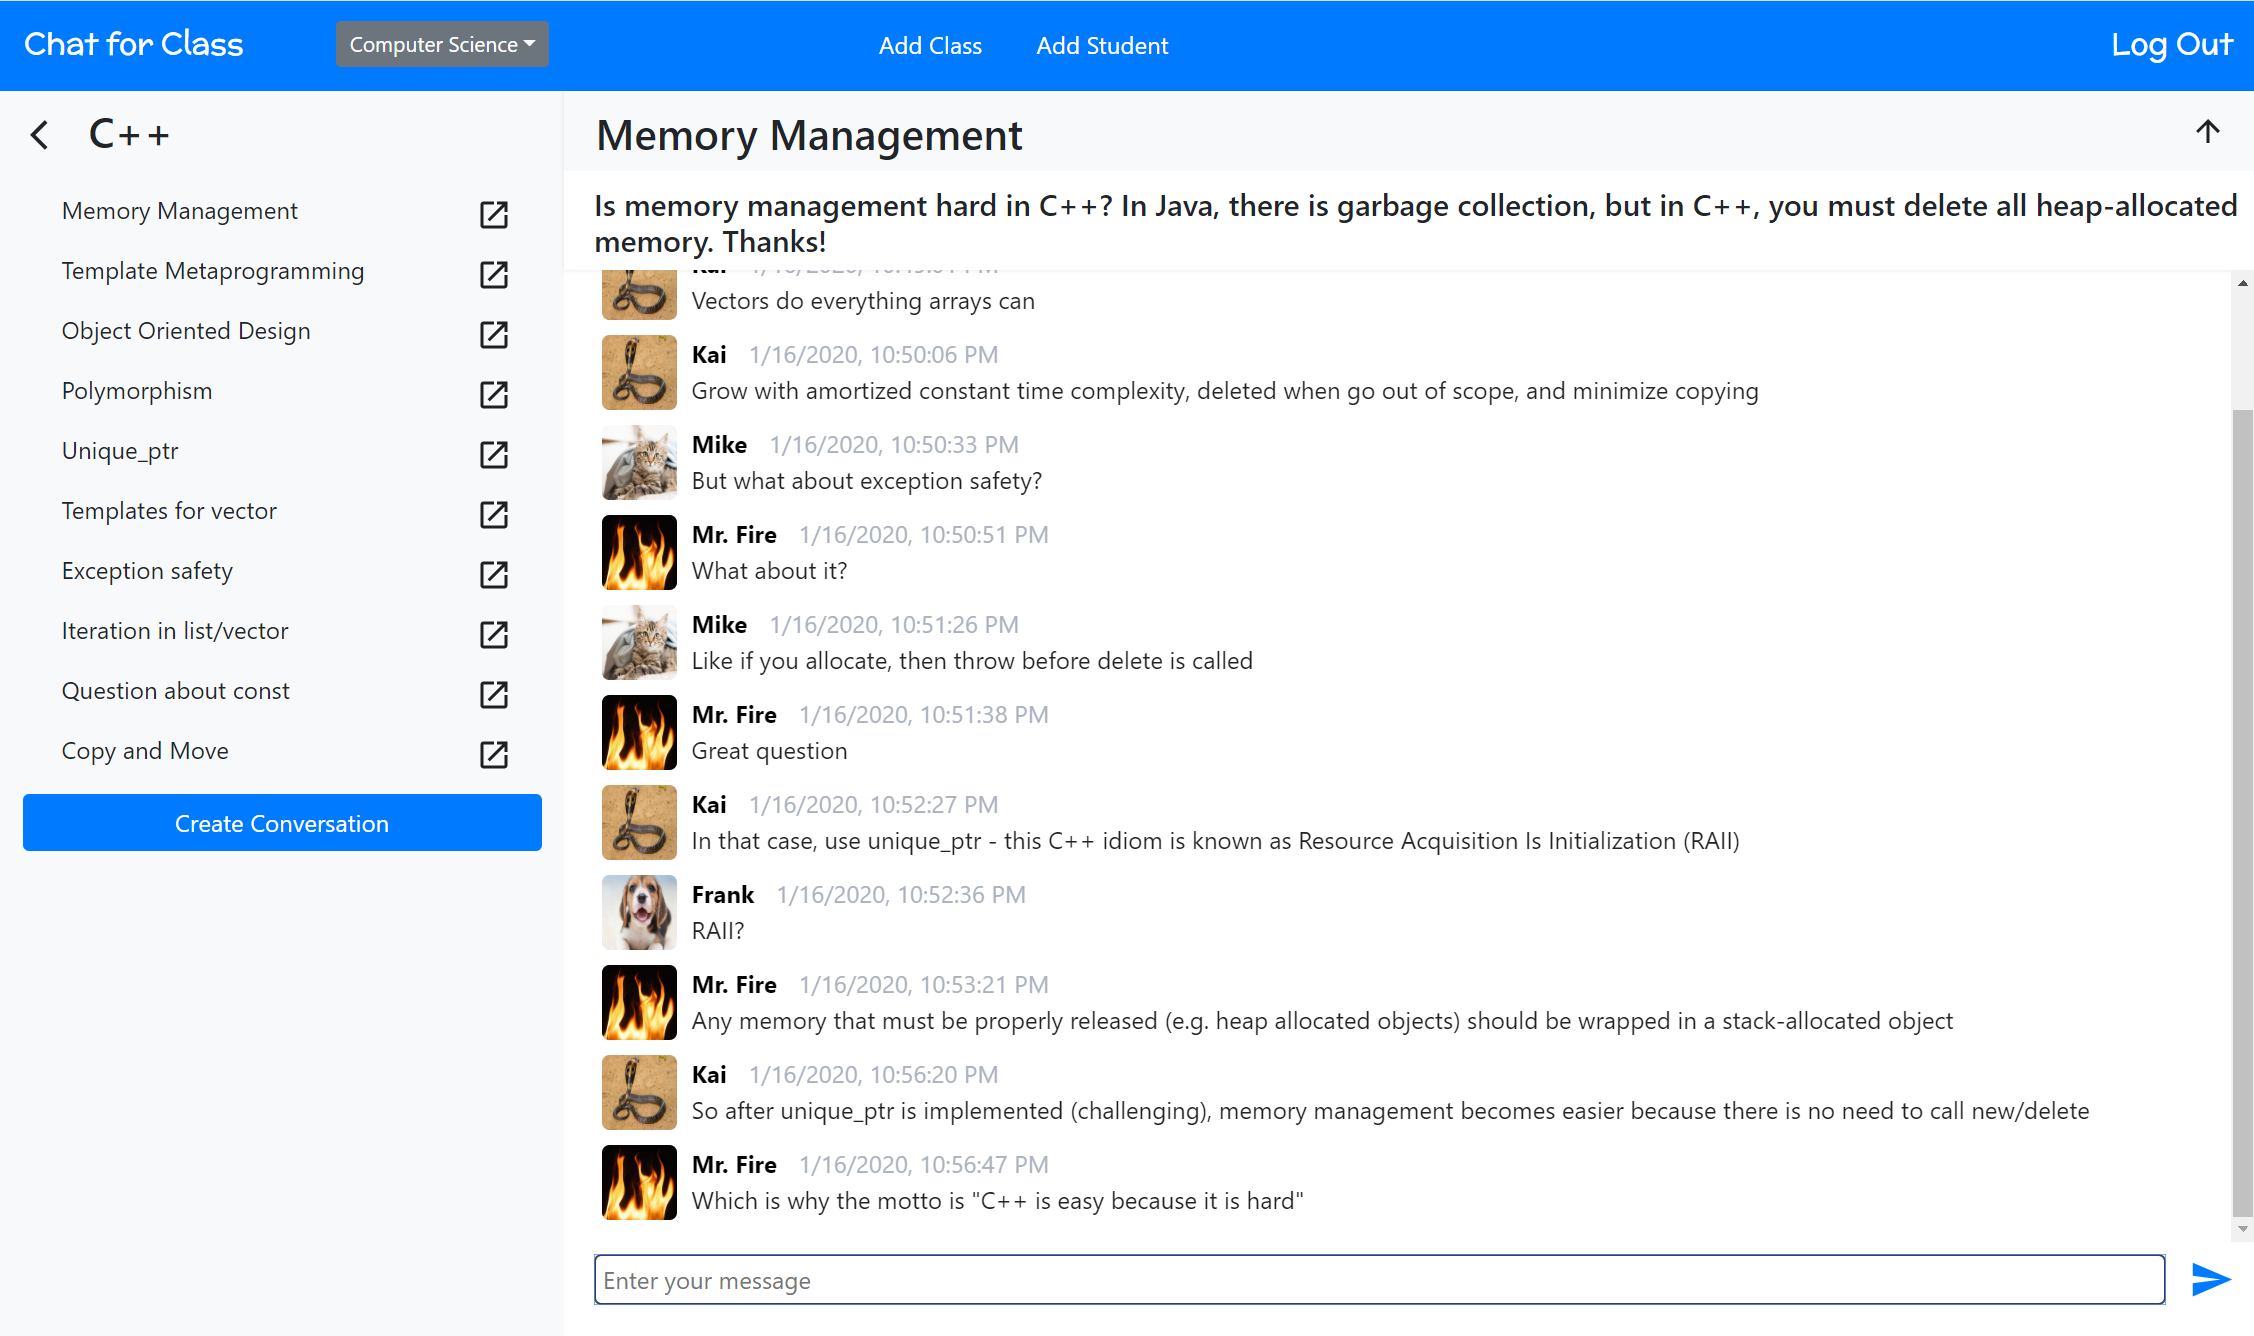 Chat for Class
Computer Science
Add Class
Add Student
Log Out
C++
Memory Management
Template Metaprogramming
Object Oriented Design
Polymorphism
Unique_ptr
Templates for vector
Exception safety
Iteration in list/vector
Question about const
Copy and Move
Create Conversation
Memory Management
Is memory management hard in C++? In Java, there is garbage collection, but in C++, you must delete all heap-allocated
memory. Thanks!
Kai
Vectors do everything arrays can
Kai 1/16/2020, 10:50:06 PM
Grow with amortized constant time complexity, deleted when go out of scope, and minimize copying
Mike 1/16/2020, 10:50:33 PM
But what about exception safety?
Mr. Fire 1/16/2020, 10:50:51 PM
What about it?
Mike 1/16/2020, 10:51:26 PM
Like if you allocate, then throw before delete is called
Mr. Fire 1/16/2020, 10:51:38 PM
Great question
Kai 1/16/2020, 10:52:27 PM
In that case, use unique_ptr - this C++ idiom is known as Resource Acquisition Is Initialization (RAII)
Frank 1/16/2020, 10:52:36 PM
RAII?
Mr. Fire 1/16/2020, 10:53:21 PM
Any memory that must be properly released (e.g. heap allocated objects) should be wrapped in a stack-allocated object
Kai 1/16/2020, 10:56:20 PM
So after unique_ptr is implemented (challenging), memory management becomes easier because there is no need to call new/delete
Mr. Fire 1/16/2020, 10:56:47 PM
Which is why the motto is "C++ is easy because it is hard"
Enter your message